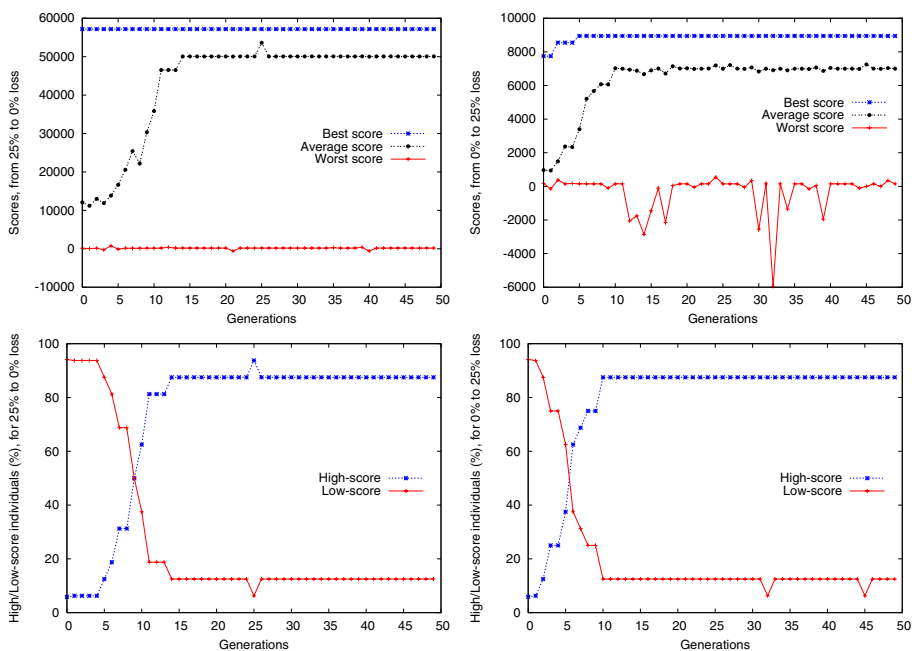 Scores, from 25% to 0% loss
60000
50000
40000
30000
20000
10000
0
-10000
Best score
Average score
Worst score
0 5 10 15 20 25 30 35 40 45 50
Generations
Scores, from 0% to 25% loss
10000
8000
6000
4000
2000
0
-2000
-4000
-6000
Best score
Average score
Worst score
0 5 10 15 20 25 30 35 40 45 50
Generations
High/Low-score individuals (%), for 25% to 0% loss
100
80
60
40
20
0
High-score
Low-score
0 5 10 15 20 25 30 35 40 45 50
Generations
High/Low-score individuals (%), for 0% to 25% loss
100
80
60
40
20
0
High-score
Low-score
0 5 10 15 20 25 30 35 40 45 50
Generations